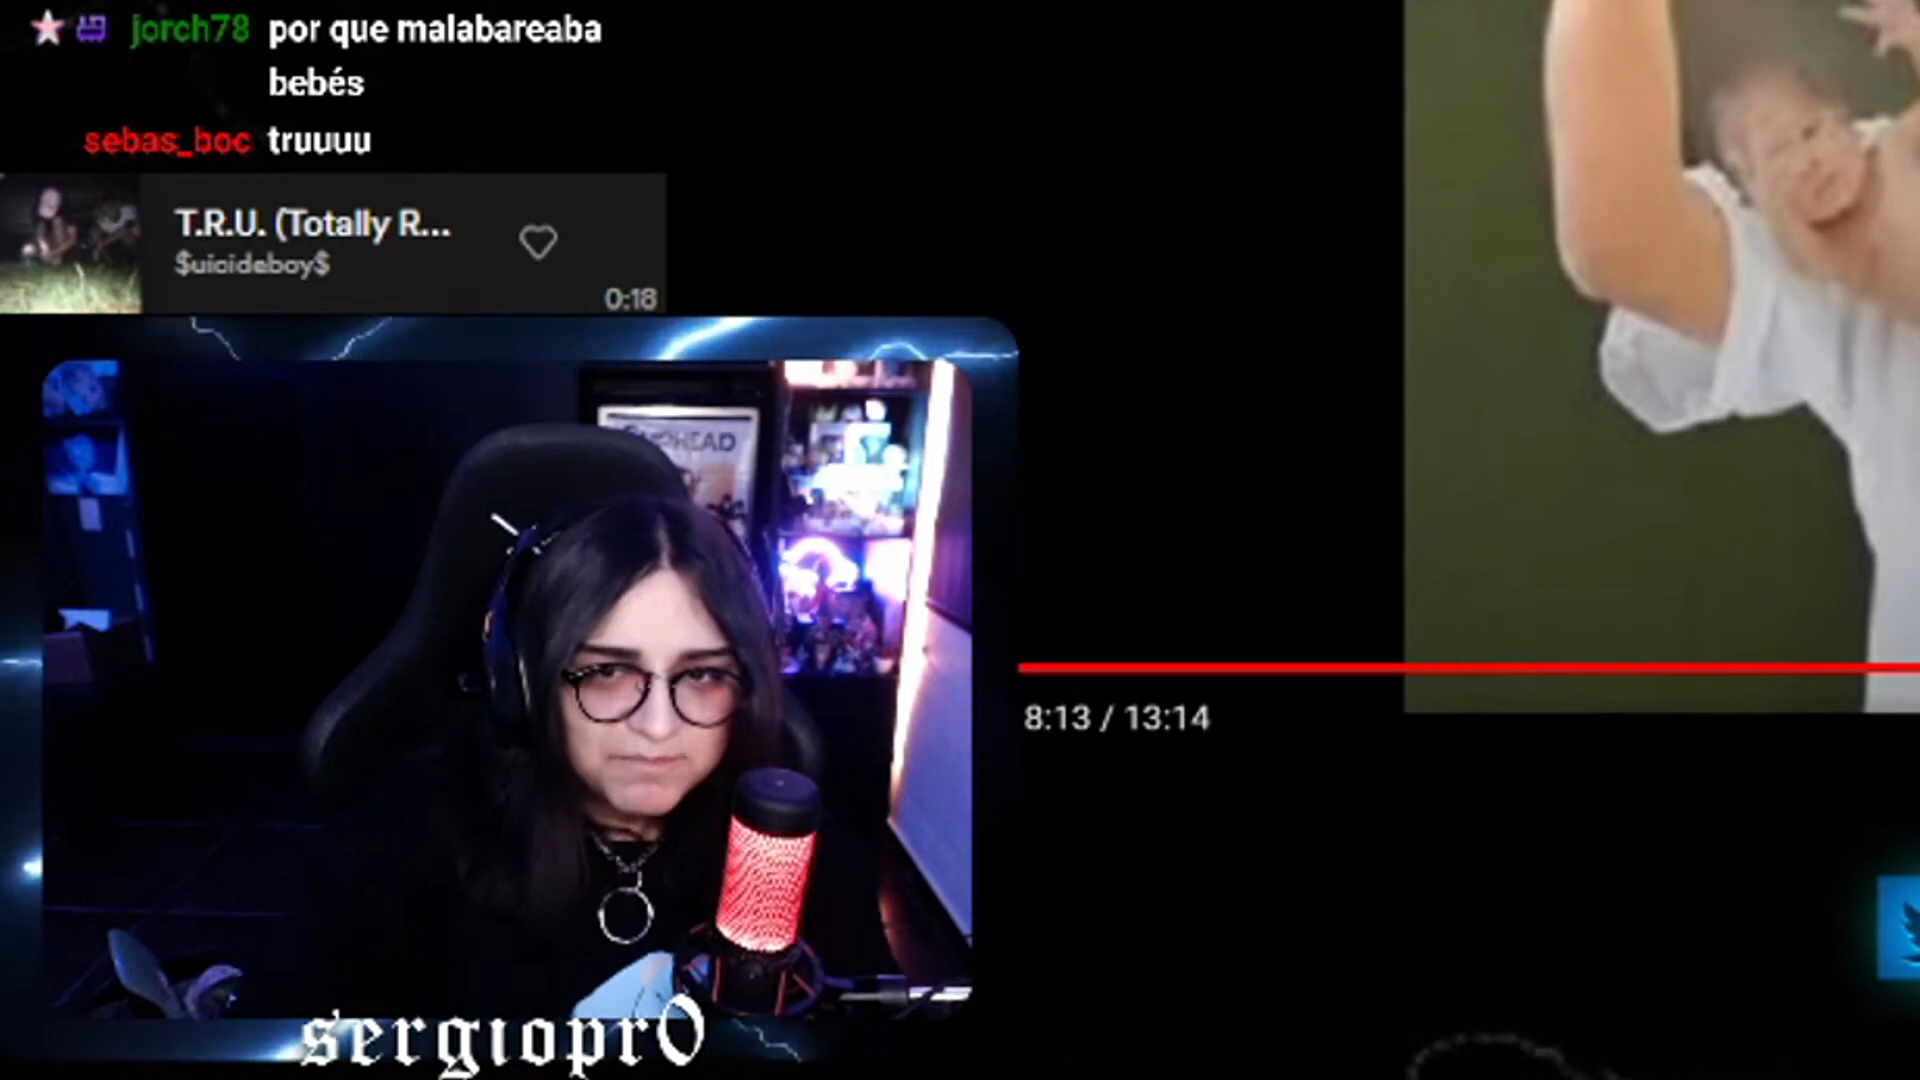 jorch78 por que malabareaba
bebés
sebas_boc truuuu
T.R.U. (Totally R...
$uicideboy$
0:18
8:13 / 13:14
sergiopr0